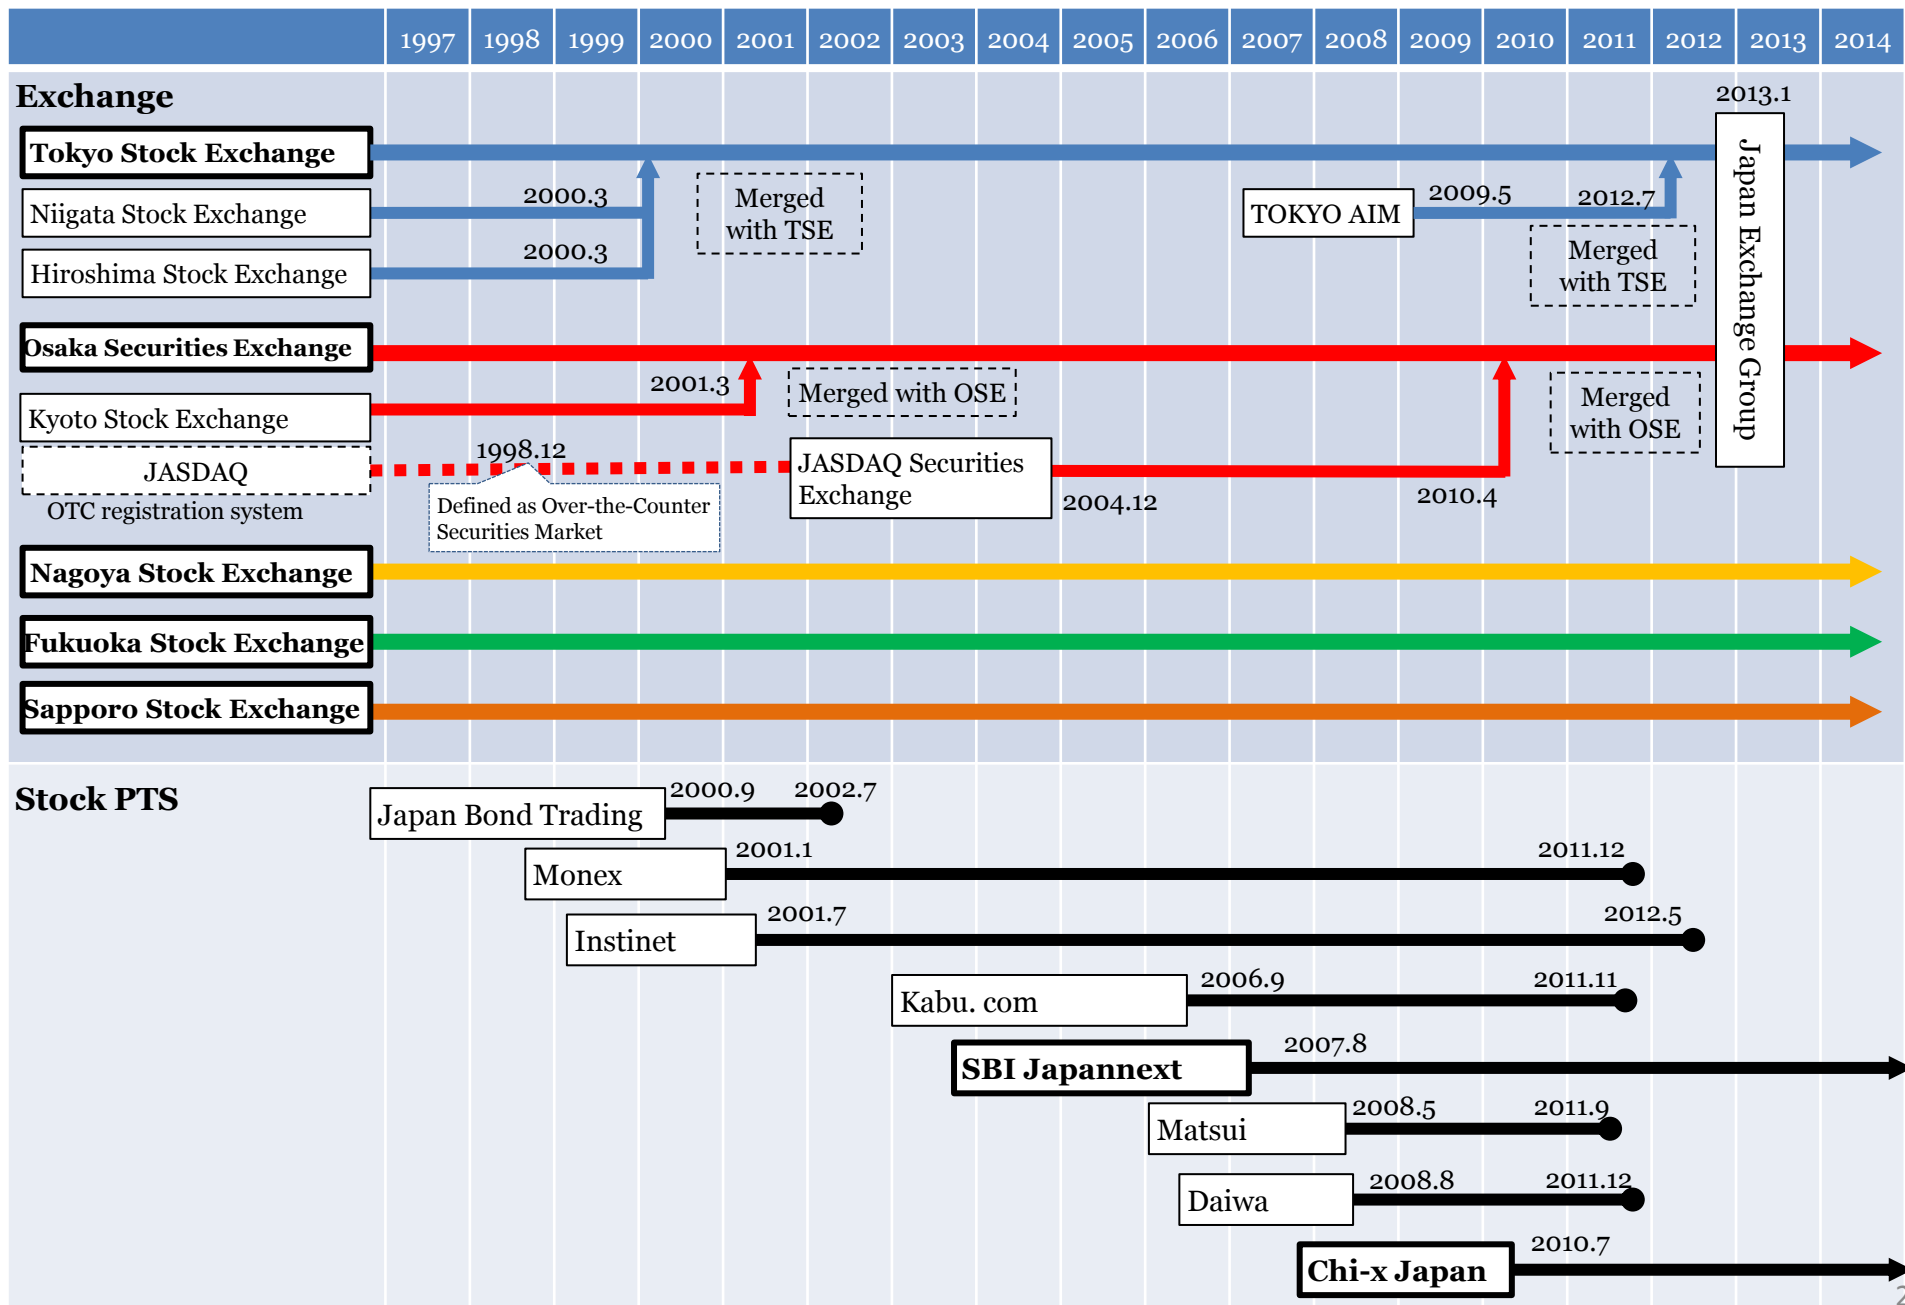 1997 1998 1999 2000 2001 2002 2003 2004 2005 2006 2007 2008 2009 2010 2011 2012 2013 2014
Exchange
2013.1
Tokyo Stock Exchange
Niigata Stock Exchange
2000.3
Merged
with TSE
TOKYO AIM
2009.5
2012.7
Hiroshima Stock Exchange
2000.3
Merged
with TSE
Japan Exchange Group
Osaka Securities Exchange
Kyoto Stock Exchange
2001.3
Merged with OSE
Merged
with OSE
JASDAQ
OTC registration system
1998.12
Defined as Over-the-Counter
Securities Market
JASDAQ Securities
Exchange
2004.12
2010.4
Nagoya Stock Exchange
Fukuoka Stock Exchange
Sapporo Stock Exchange
Stock PTS
Japan Bond Trading
2000.9
2002.7
Monex
2001.1
2011.12
Instinet
2001.7
2012.5
Kabu. com
2006.9
2011.11
SBI Japannext
2007.8
Matsui
2008.5
2011.9
Daiwa
2008.8
2011.12
Chi-x Japan
2010.7
2